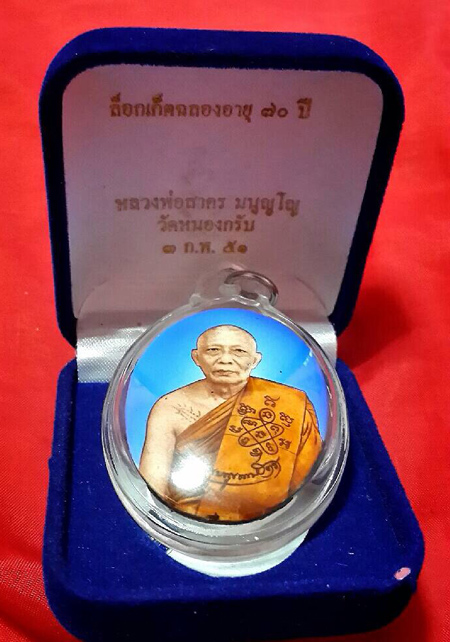 ล็อกเก็ตฉลองอายุ ๗๐ ปี
หลวงพ่อสาคร มนุญฺโญ
วัดหนองกรับ
๓ ก.พ. ๕๑